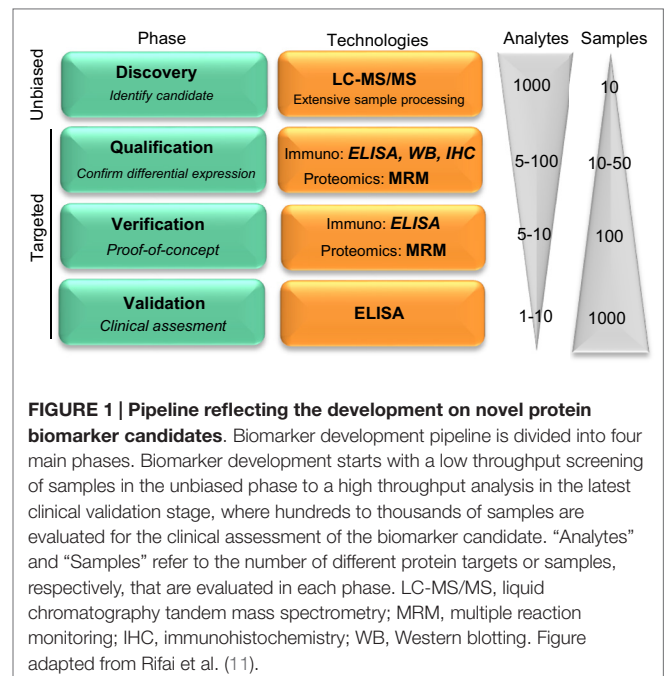 Phase Technologies Analytes Samples
Unbiased
Discovery
Identify candidate
LC-MS/MS
Extensive sample processing
1000
10
Targeted
Qualification
Confirm differential expression
Immuno: ELISA, WB, IHC
Proteomics: MRM
5-100
10-50
Verification
Proof-of-concept
Immuno: ELISA
Proteomics: MRM
5-10
100
Validation
Clinical assesment
ELISA
1-10
1000
FIGURE 1 | Pipeline reflecting the development on novel protein
biomarker candidates. Biomarker development pipeline is divided into four
main phases. Biomarker development starts with a low throughput screening
of samples in the unbiased phase to a high throughput analysis in the latest
clinical validation stage, where hundreds to thousands of samples are
evaluated for the clinical assessment of the biomarker candidate. “Analytes”
and “Samples” refer to the number of different protein targets or samples,
respectively, that are evaluated in each phase. LC-MS/MS, liquid
chromatography tandem mass spectrometry; MRM, multiple reaction
monitoring; IHC, immunohistochemistry; WB, Western blotting. Figure
adapted from Rifai et al. (11).